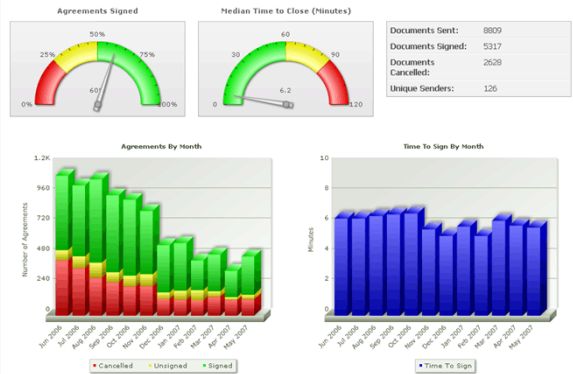 Agreements Signed
50%
25%
75%
0%
60
100%
Median Time to Close (Minutes)
60
30
90
0
6.2
120
Documents Sent: 8809
Documents Signed: 5317
Documents
Cancelled: 2628
Unique Senders: 126
Agreements By Month
1.2K
960
720
480
240
0
Number of Agreements
Jun 2006
Jul 2006
Aug 2006
Sep 2006
Oct 2006
Nov 2006
Dec 2006
Jan 2007
Feb 2007
Mar 2007
Apr 2007
May 2007
Cancelled Unsigned Signed
Time To Sign By Month
10
8
6
4
2
0
Minutes
Jun 2006
Jul 2006
Aug 2006
Sep 2006
Oct 2006
Nov 2006
Dec 2006
Jan 2007
Feb 2007
Mar 2007
Apr 2007
May 2007
Time To Sign